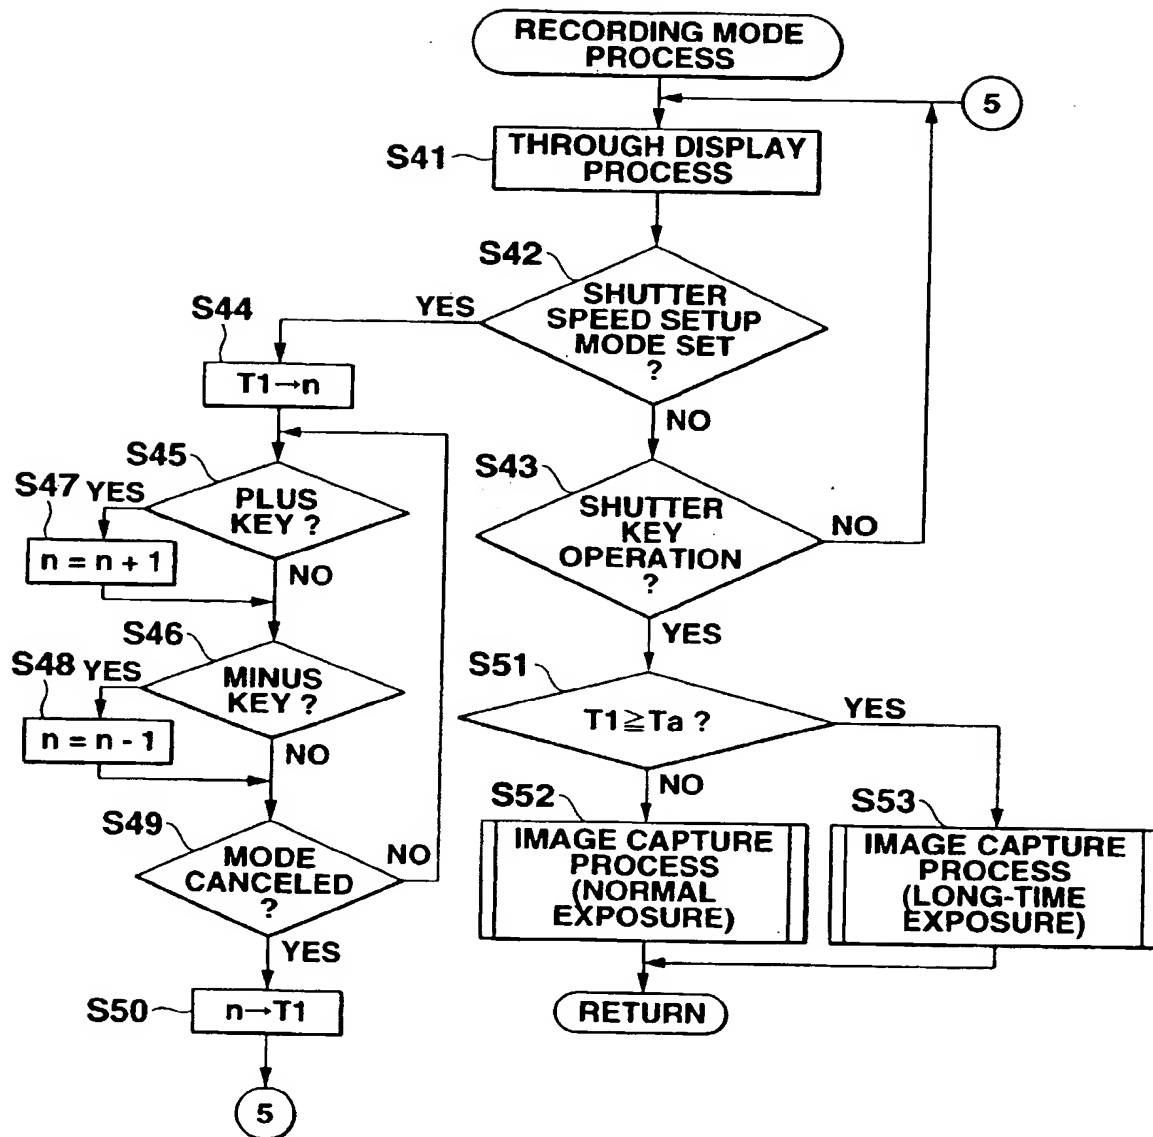 RECORDING MODE
PROCESS
5
S41
THROUGH DISPLAY
PROCESS
S42
SHUTTER
SPEED SETUP
MODE SET
?
YES
NO
S44
T1→n
S45
PLUS
KEY ?
YES
NO
S47
n = n + 1
S46
MINUS
KEY ?
YES
NO
S48
n = n - 1
S49
MODE
CANCELED
?
NO
YES
S50
n→T1
5
S43
SHUTTER
KEY
OPERATION
?
NO
YES
S51
T1≧Ta ?
YES
NO
S52
IMAGE CAPTURE
PROCESS
(NORMAL
EXPOSURE)
S53
IMAGE CAPTURE
PROCESS
(LONG-TIME
EXPOSURE)
RETURN